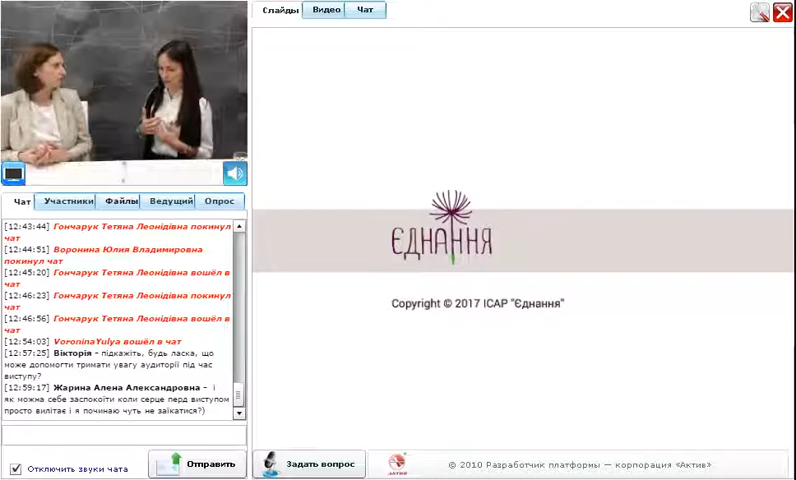 Слайды Видео Чат
Чат Участники Файлы Ведущий Опрос
[12:43:44] Гончарук Тетяна Леонідівна покинул
чат
[12:44:51] Воронина Юлия Владимировна
покинул чат
[12:45:20] Гончарук Тетяна Леонідівна вошёл в
чат
[12:46:23] Гончарук Тетяна Леонідівна покинул
чат
[12:46:56] Гончарук Тетяна Леонідівна вошёл в
чат
[12:54:03] VoroninaYulya вошёл в чат
[12:57:25] Вікторія – підкажіть, будь ласка, що
може допомогти тримати увагу аудиторії під час
виступу?
[12:59:17] Жарина Алена Александровна – і
як можна себе заспокоїти коли серце перд виступом
просто вилітає і я починаю чуть не заїкатися?)
Отключить звуки чата
Отправить
ЄДНАННЯ
Copyright © 2017 ІСАР "Єднання"
Задать вопрос
АКТИВ
© 2010 Разработчик платформы — корпорация «Актив»